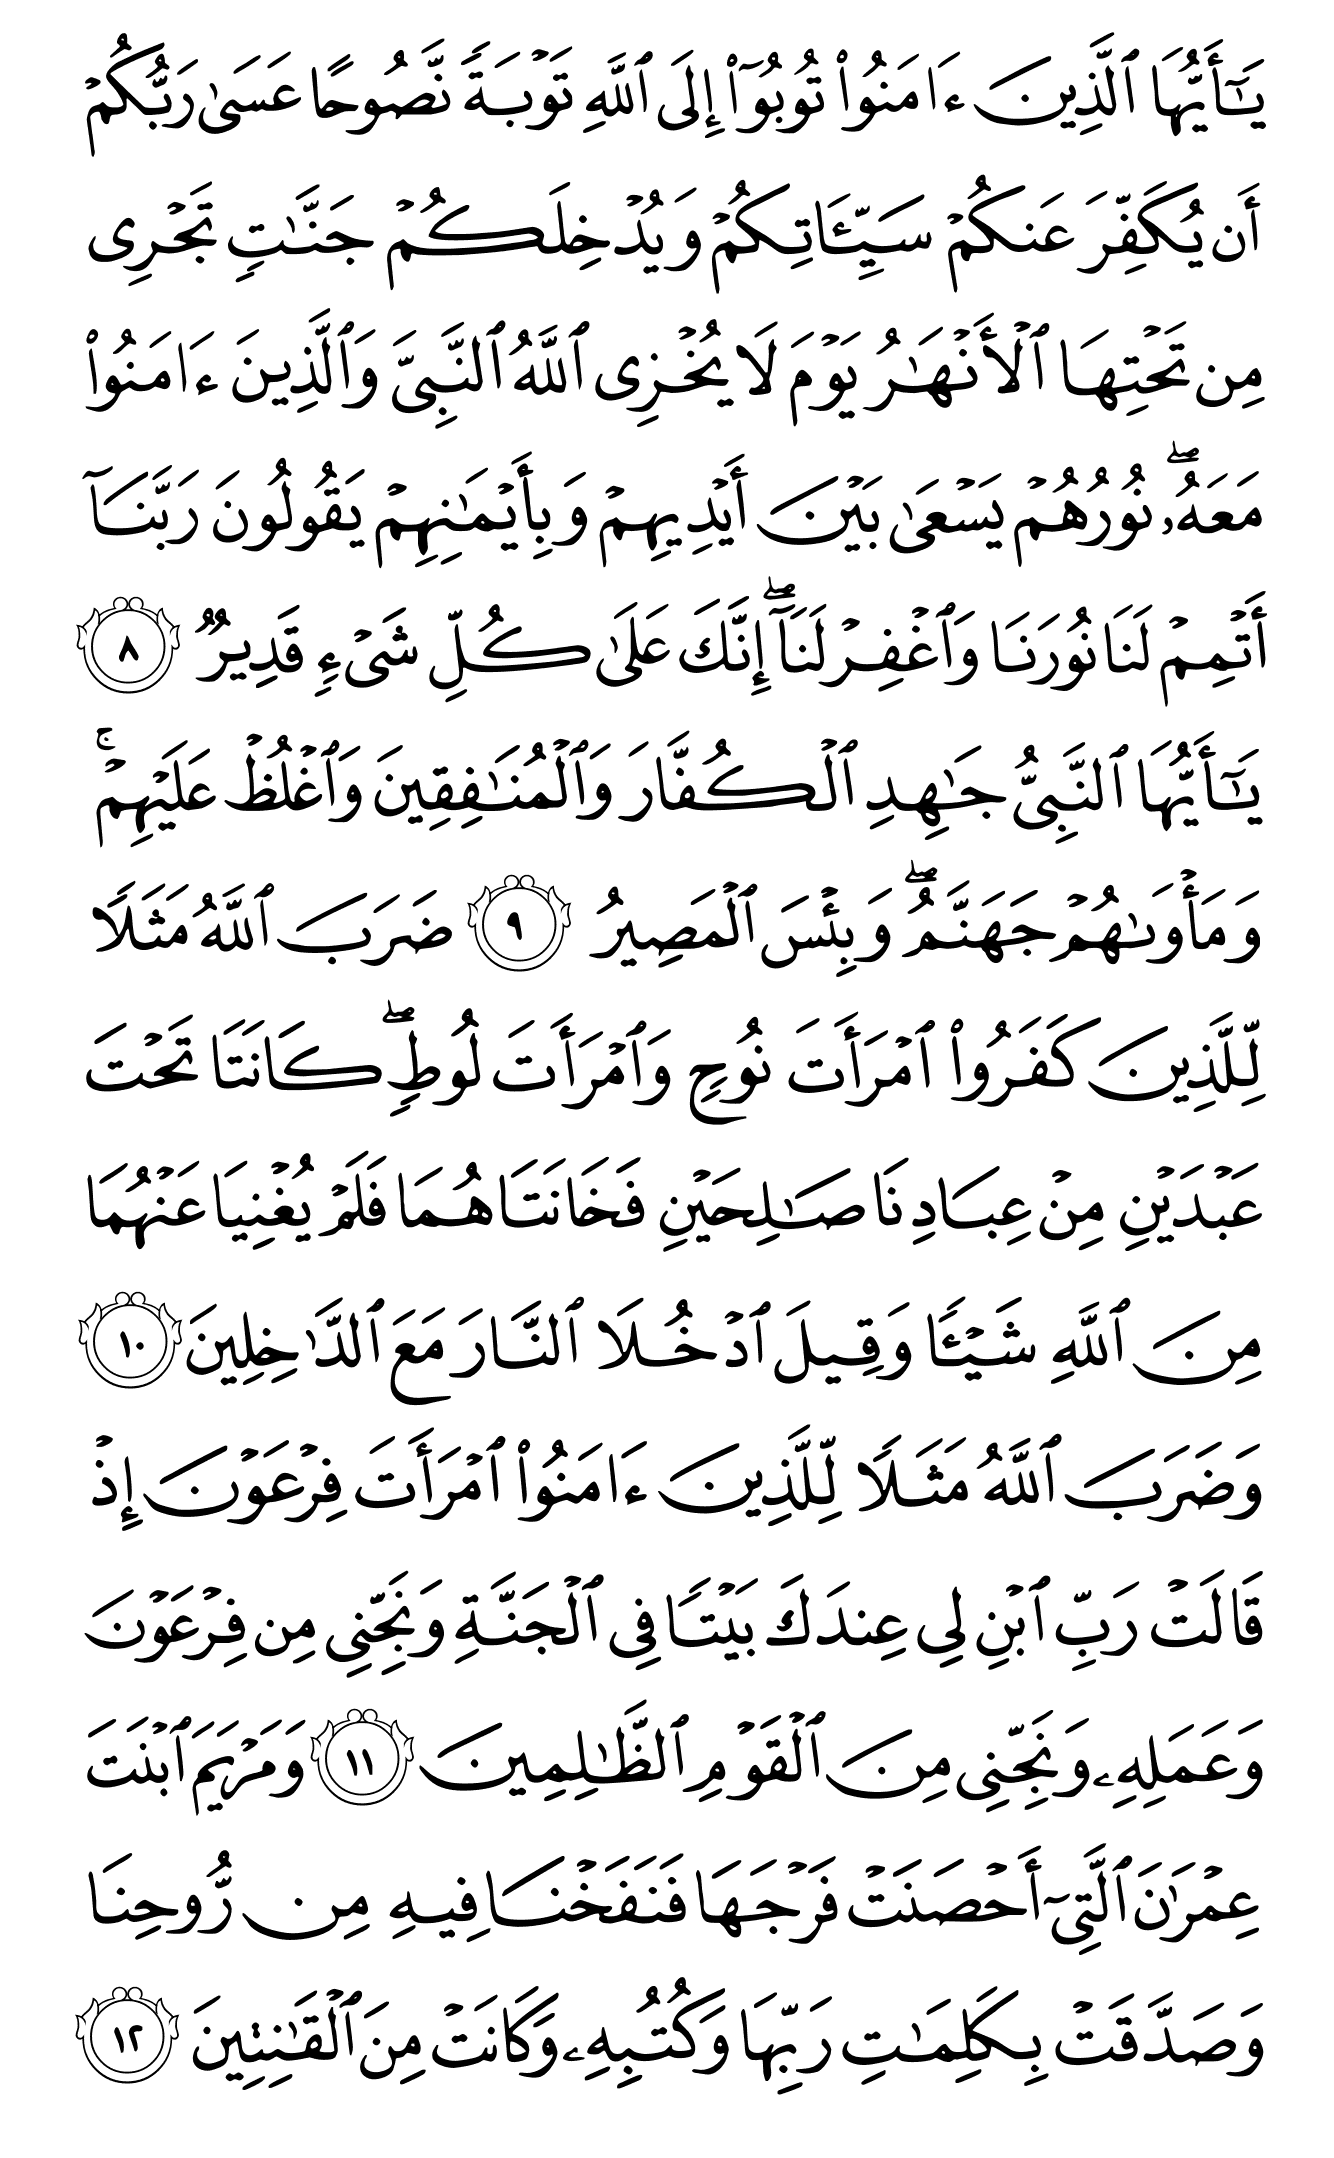 يَـٰٓأَيُّهَا ٱلَّذِينَ ءَامَنُوا۟ تُوبُوٓا۟ إِلَى ٱللَّهِ تَوْبَةً نَّصُوحًا عَسَىٰ رَبُّكُمْ
أَن يُكَفِّرَ عَنكُمْ سَيِّـَٔاتِكُمْ وَيُدْخِلَكُمْ جَنَّـٰتٍ تَجْرِى
مِن تَحْتِهَا ٱلْأَنْهَـٰرُ يَوْمَ لَا يُخْزِى ٱللَّهُ ٱلنَّبِىَّ وَٱلَّذِينَ ءَامَنُوا۟
مَعَهُۥ ۖ نُورُهُمْ يَسْعَىٰ بَيْنَ أَيْدِيهِمْ وَبِأَيْمَـٰنِهِمْ يَقُولُونَ رَبَّنَآ
أَتْمِمْ لَنَا نُورَنَا وَٱغْفِرْ لَنَآ ۖ إِنَّكَ عَلَىٰ كُلِّ شَىْءٍ قَدِيرٌ ٨
يَـٰٓأَيُّهَا ٱلنَّبِىُّ جَـٰهِدِ ٱلْكُفَّارَ وَٱلْمُنَـٰفِقِينَ وَٱغْلُظْ عَلَيْهِمْ ۚ
وَمَأْوَىٰهُمْ جَهَنَّمُ ۖ وَبِئْسَ ٱلْمَصِيرُ ٩ ضَرَبَ ٱللَّهُ مَثَلًا
لِّلَّذِينَ كَفَرُوا۟ ٱمْرَأَتَ نُوحٍ وَٱمْرَأَتَ لُوطٍ ۖ كَانَتَا تَحْتَ
عَبْدَيْنِ مِنْ عِبَادِنَا صَـٰلِحَيْنِ فَخَانَتَاهُمَا فَلَمْ يُغْنِيَا عَنْهُمَا
مِنَ ٱللَّهِ شَيْـًٔا وَقِيلَ ٱدْخُلَا ٱلنَّارَ مَعَ ٱلدَّٰخِلِينَ ١٠
وَضَرَبَ ٱللَّهُ مَثَلًا لِّلَّذِينَ ءَامَنُوا۟ ٱمْرَأَتَ فِرْعَوْنَ إِذْ
قَالَتْ رَبِّ ٱبْنِ لِى عِندَكَ بَيْتًا فِى ٱلْجَنَّةِ وَنَجِّنِى مِن فِرْعَوْنَ
وَعَمَلِهِۦ وَنَجِّنِى مِنَ ٱلْقَوْمِ ٱلظَّـٰلِمِينَ ١١ وَمَرْيَمَ ٱبْنَتَ
عِمْرَٰنَ ٱلَّتِىٓ أَحْصَنَتْ فَرْجَهَا فَنَفَخْنَا فِيهِ مِن رُّوحِنَا
وَصَدَّقَتْ بِكَلِمَـٰتِ رَبِّهَا وَكُتُبِهِۦ وَكَانَتْ مِنَ ٱلْقَـٰنِتِينَ ١٢